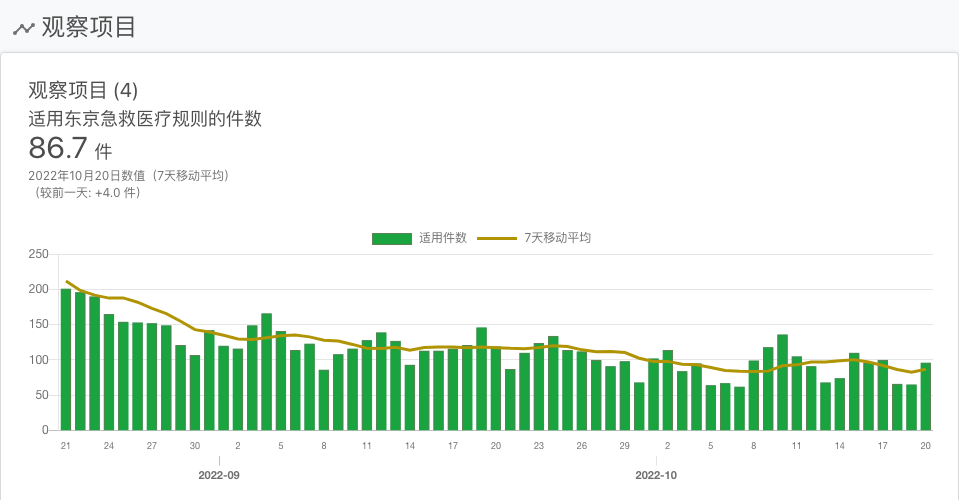 观察项目
观察项目 (4)
适用东京急救医疗规则的件数
86.7 件
2022年10月20日数值（7天移动平均）
（较前一天: +4.0 件）
适用件数 7天移动平均
250
200
150
100
50
0
21 24 27 30 2 5 8 11 14 17 20 23 26 29 2 5 8 11 14 17 20
2022-09 2022-10